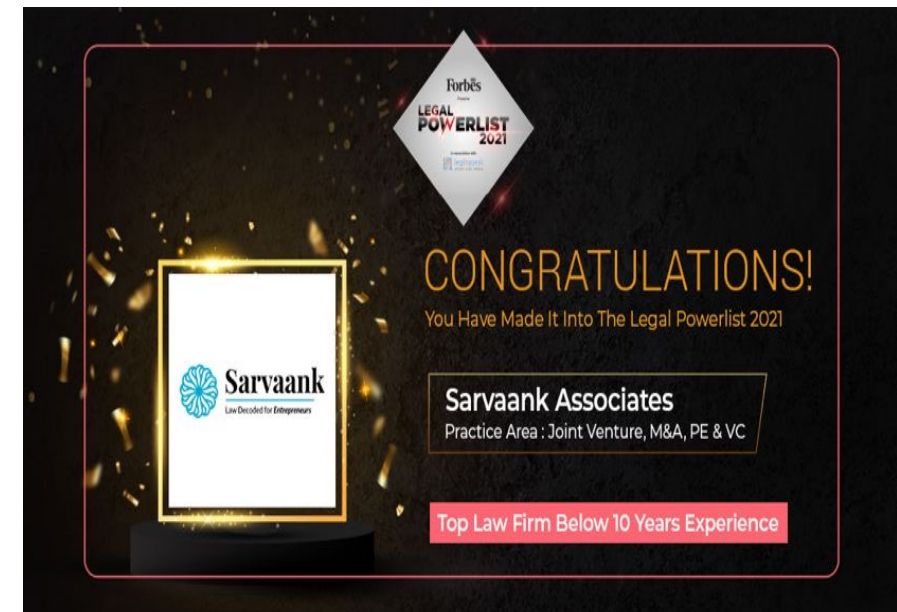 Forbes
LEGAL
POWERLIST
2021
CONGRATULATIONS!
You Have Made It Into The Legal Powerlist 2021
Sarvaank
Law Decoded for Entrepreneurs
Sarvaank Associates
Practice Area : Joint Venture, M&A, PE & VC
Top Law Firm Below 10 Years Experience